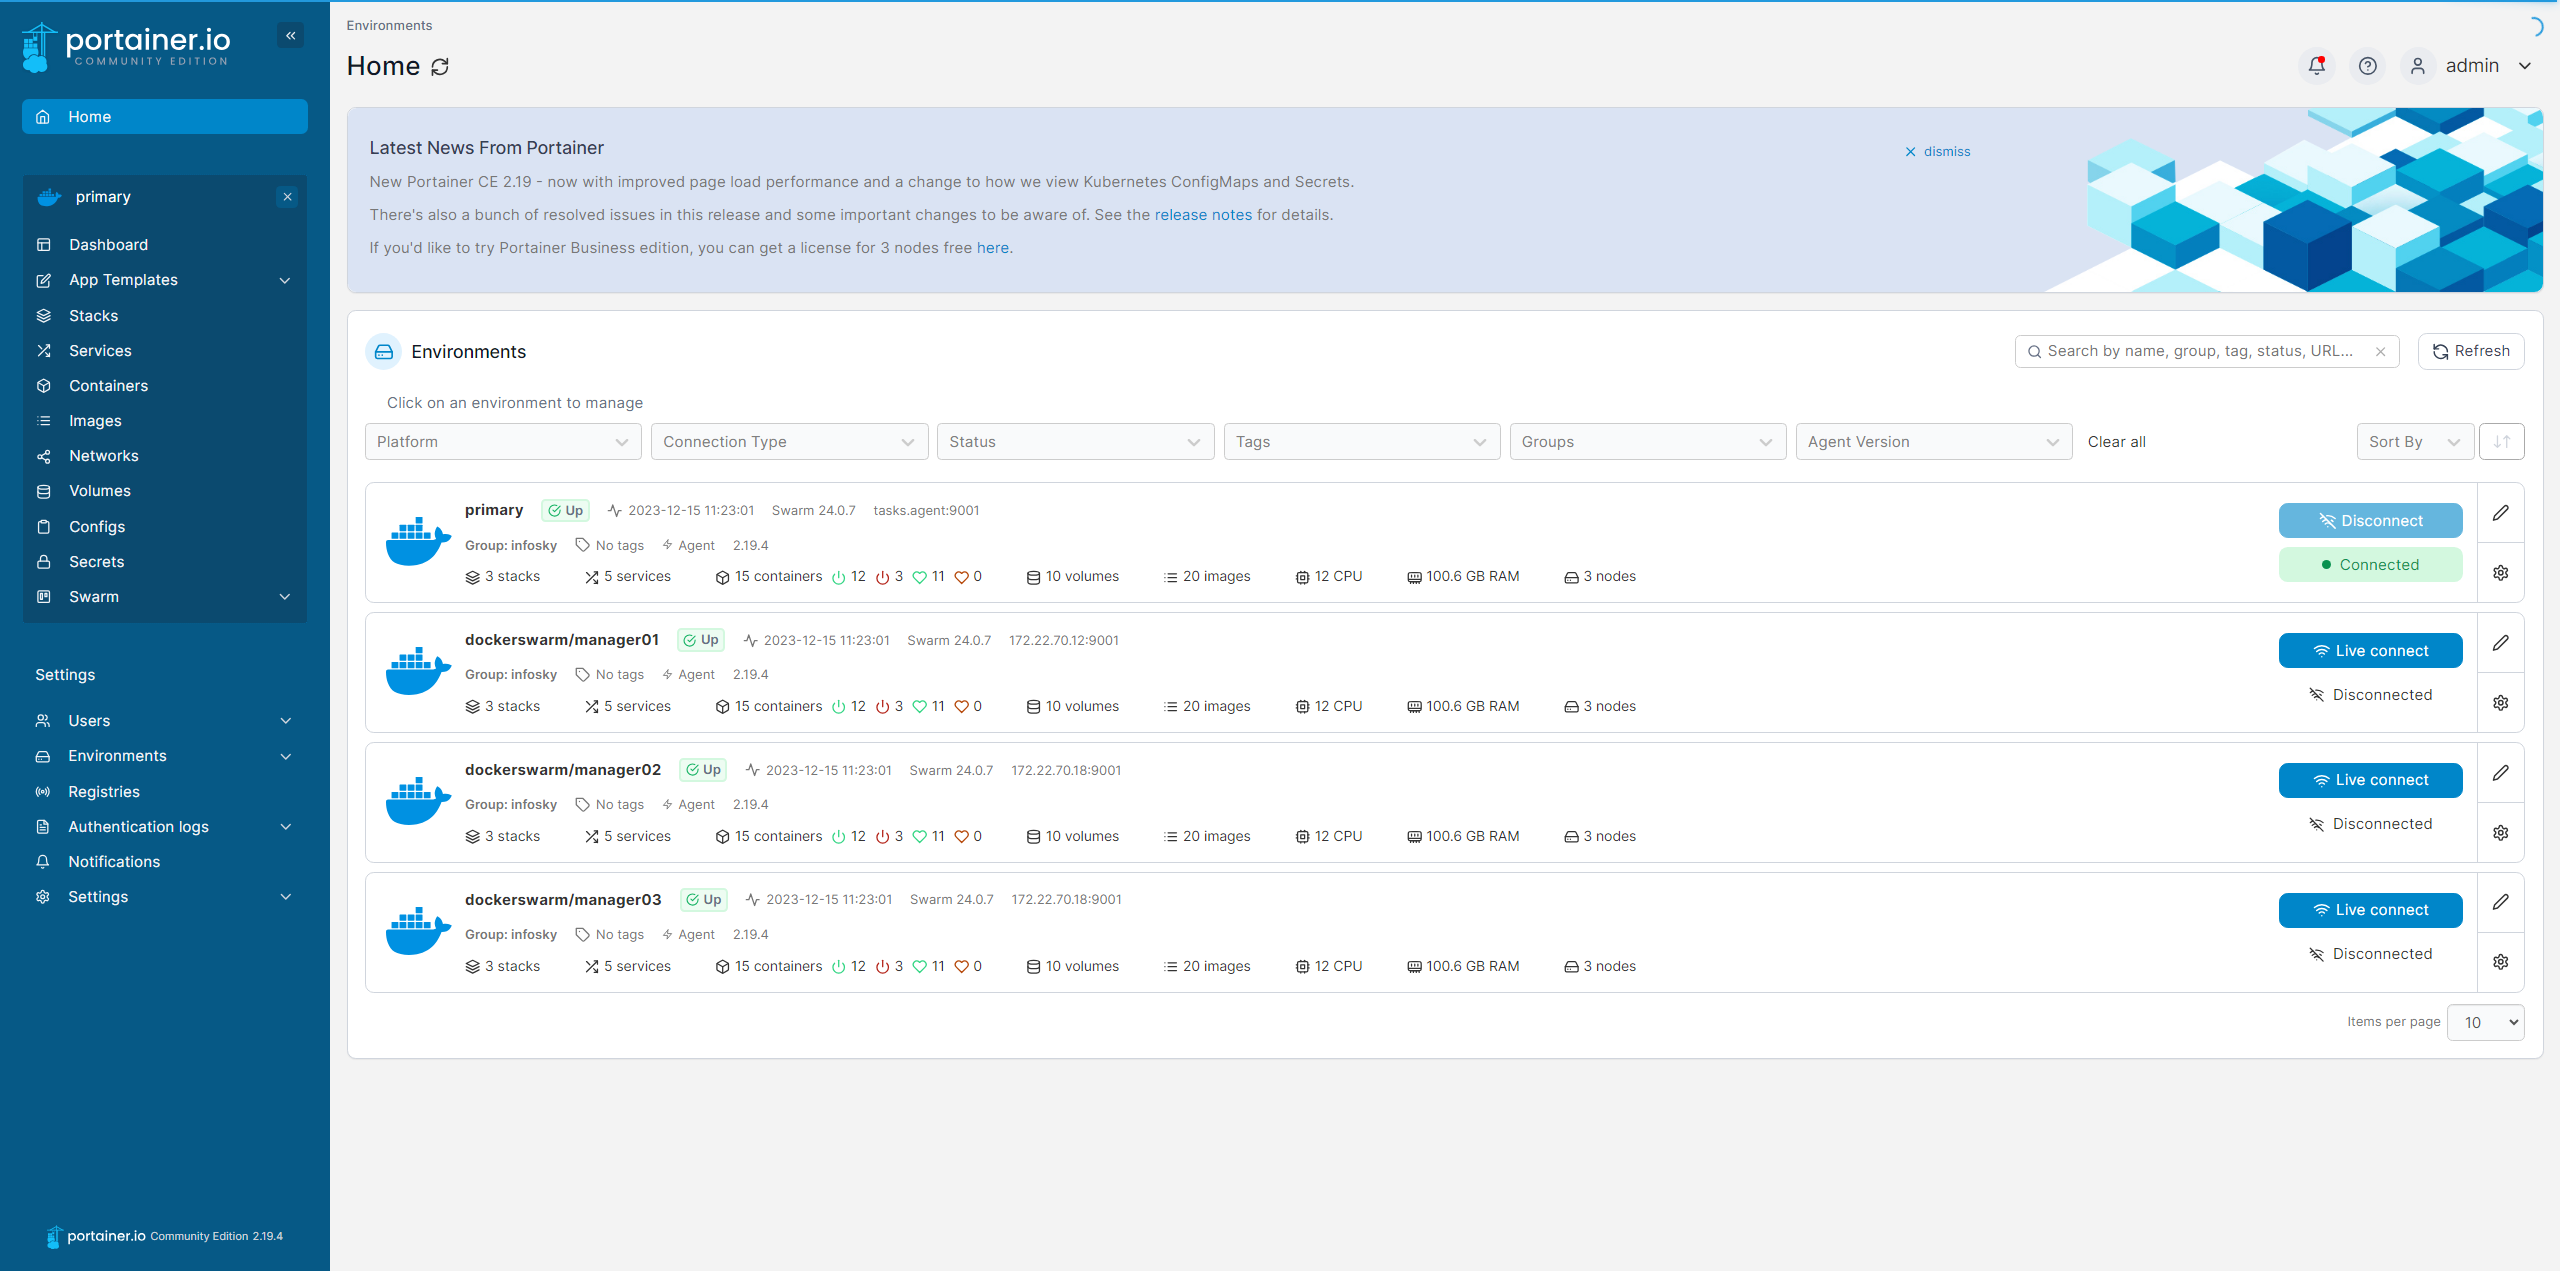 portainer.io
COMMUNITY EDITION
Home
primary
Dashboard
App Templates
Stacks
Services
Containers
Images
Networks
Volumes
Configs
Secrets
Swarm
Settings
Users
Environments
Registries
Authentication logs
Notifications
Settings
portainer.io Community Edition 2.19.4
Environments
Home
admin
Latest News From Portainer
dismiss
New Portainer CE 2.19 - now with improved page load performance and a change to how we view Kubernetes ConfigMaps and Secrets.
There's also a bunch of resolved issues in this release and some important changes to be aware of. See the release notes for details.
If you'd like to try Portainer Business edition, you can get a license for 3 nodes free here.
Environments
Search by name, group, tag, status, URL...
Refresh
Click on an environment to manage
Platform Connection Type Status Tags Groups Agent Version Clear all Sort By
primary Up 2023-12-15 11:23:01 Swarm 24.0.7 tasks.agent:9001
Group: infosky No tags Agent 2.19.4
3 stacks 5 services 15 containers 12 3 11 0 10 volumes 20 images 12 CPU 100.6 GB RAM 3 nodes
Disconnect
Connected
dockerswarm/manager01 Up 2023-12-15 11:23:01 Swarm 24.0.7 172.22.70.12:9001
Group: infosky No tags Agent 2.19.4
3 stacks 5 services 15 containers 12 3 11 0 10 volumes 20 images 12 CPU 100.6 GB RAM 3 nodes
Live connect
Disconnected
dockerswarm/manager02 Up 2023-12-15 11:23:01 Swarm 24.0.7 172.22.70.18:9001
Group: infosky No tags Agent 2.19.4
3 stacks 5 services 15 containers 12 3 11 0 10 volumes 20 images 12 CPU 100.6 GB RAM 3 nodes
Live connect
Disconnected
dockerswarm/manager03 Up 2023-12-15 11:23:01 Swarm 24.0.7 172.22.70.18:9001
Group: infosky No tags Agent 2.19.4
3 stacks 5 services 15 containers 12 3 11 0 10 volumes 20 images 12 CPU 100.6 GB RAM 3 nodes
Live connect
Disconnected
Items per page 10